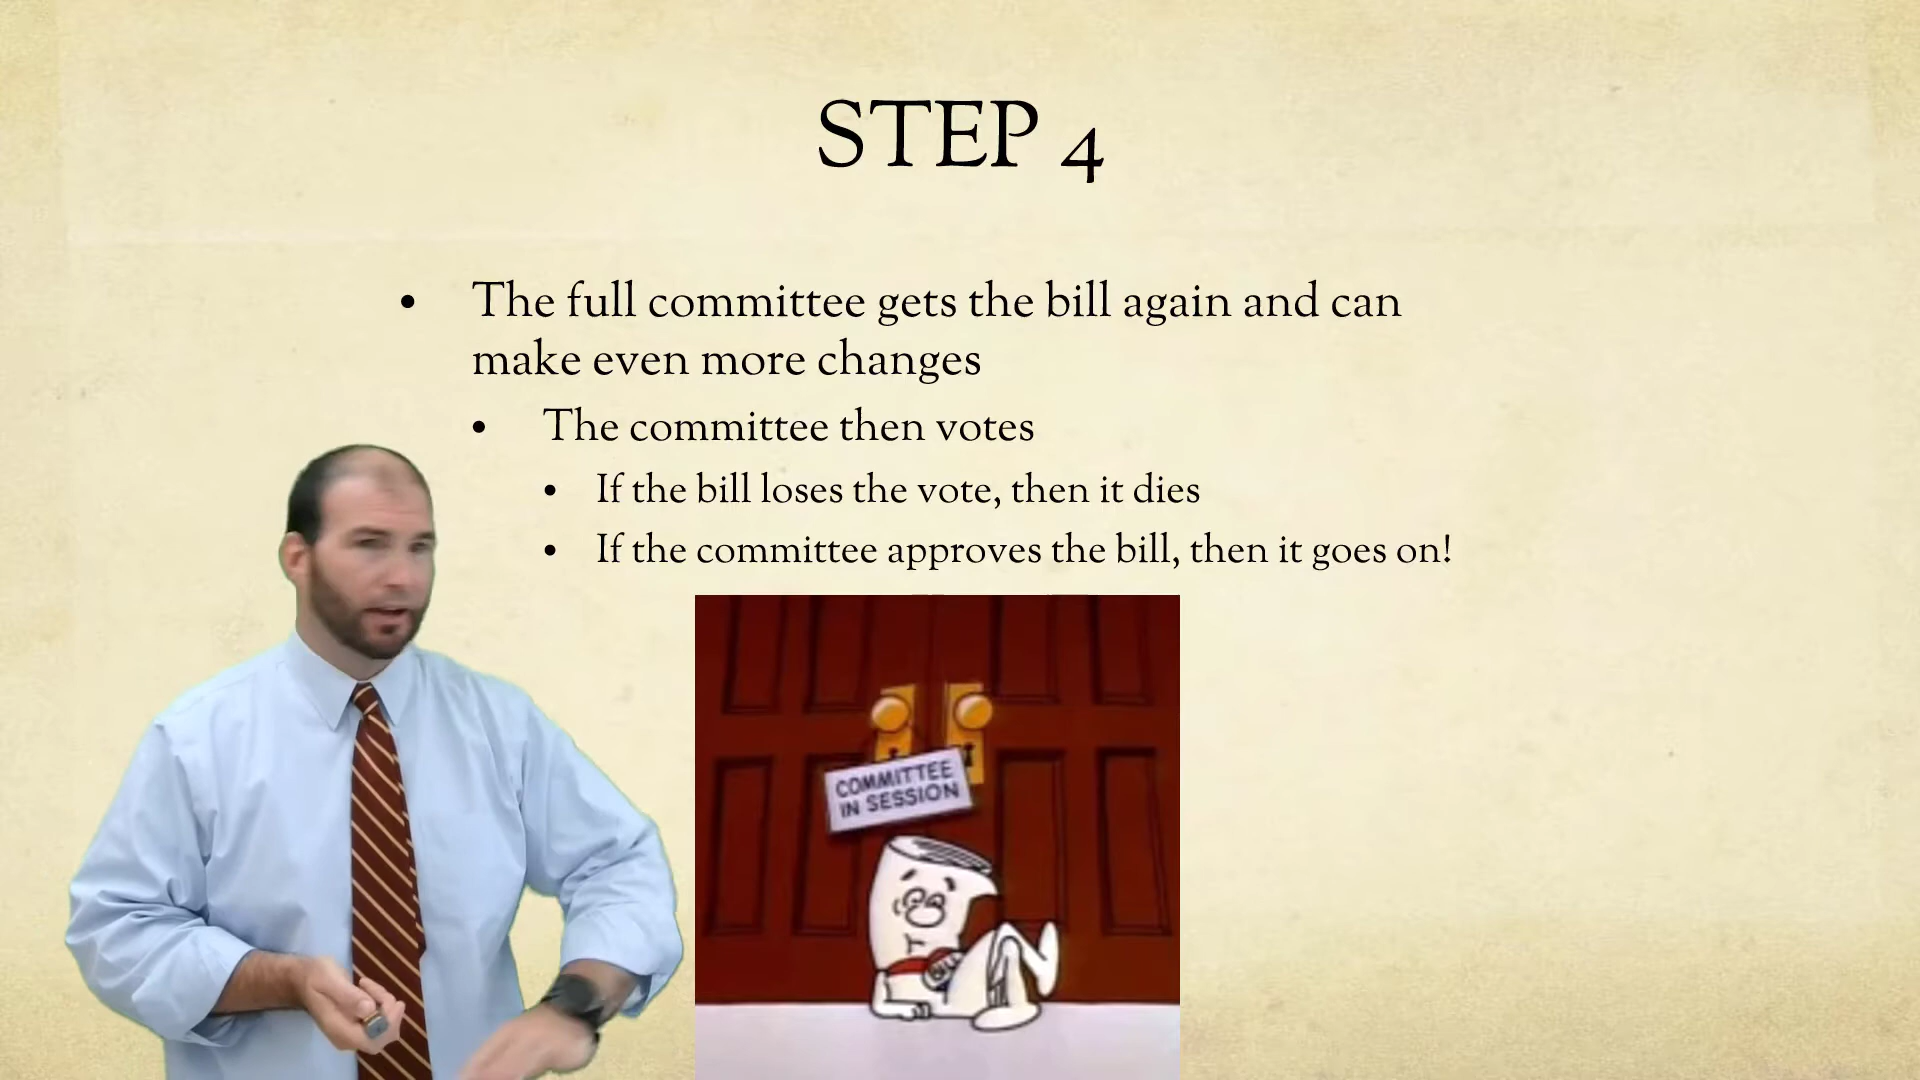 STEP 4
• The full committee gets the bill again and can
make even more changes
• The committee then votes
• If the bill loses the vote, then it dies
• If the committee approves the bill, then it goes on!
COMMITTEE
IN SESSION
BILL